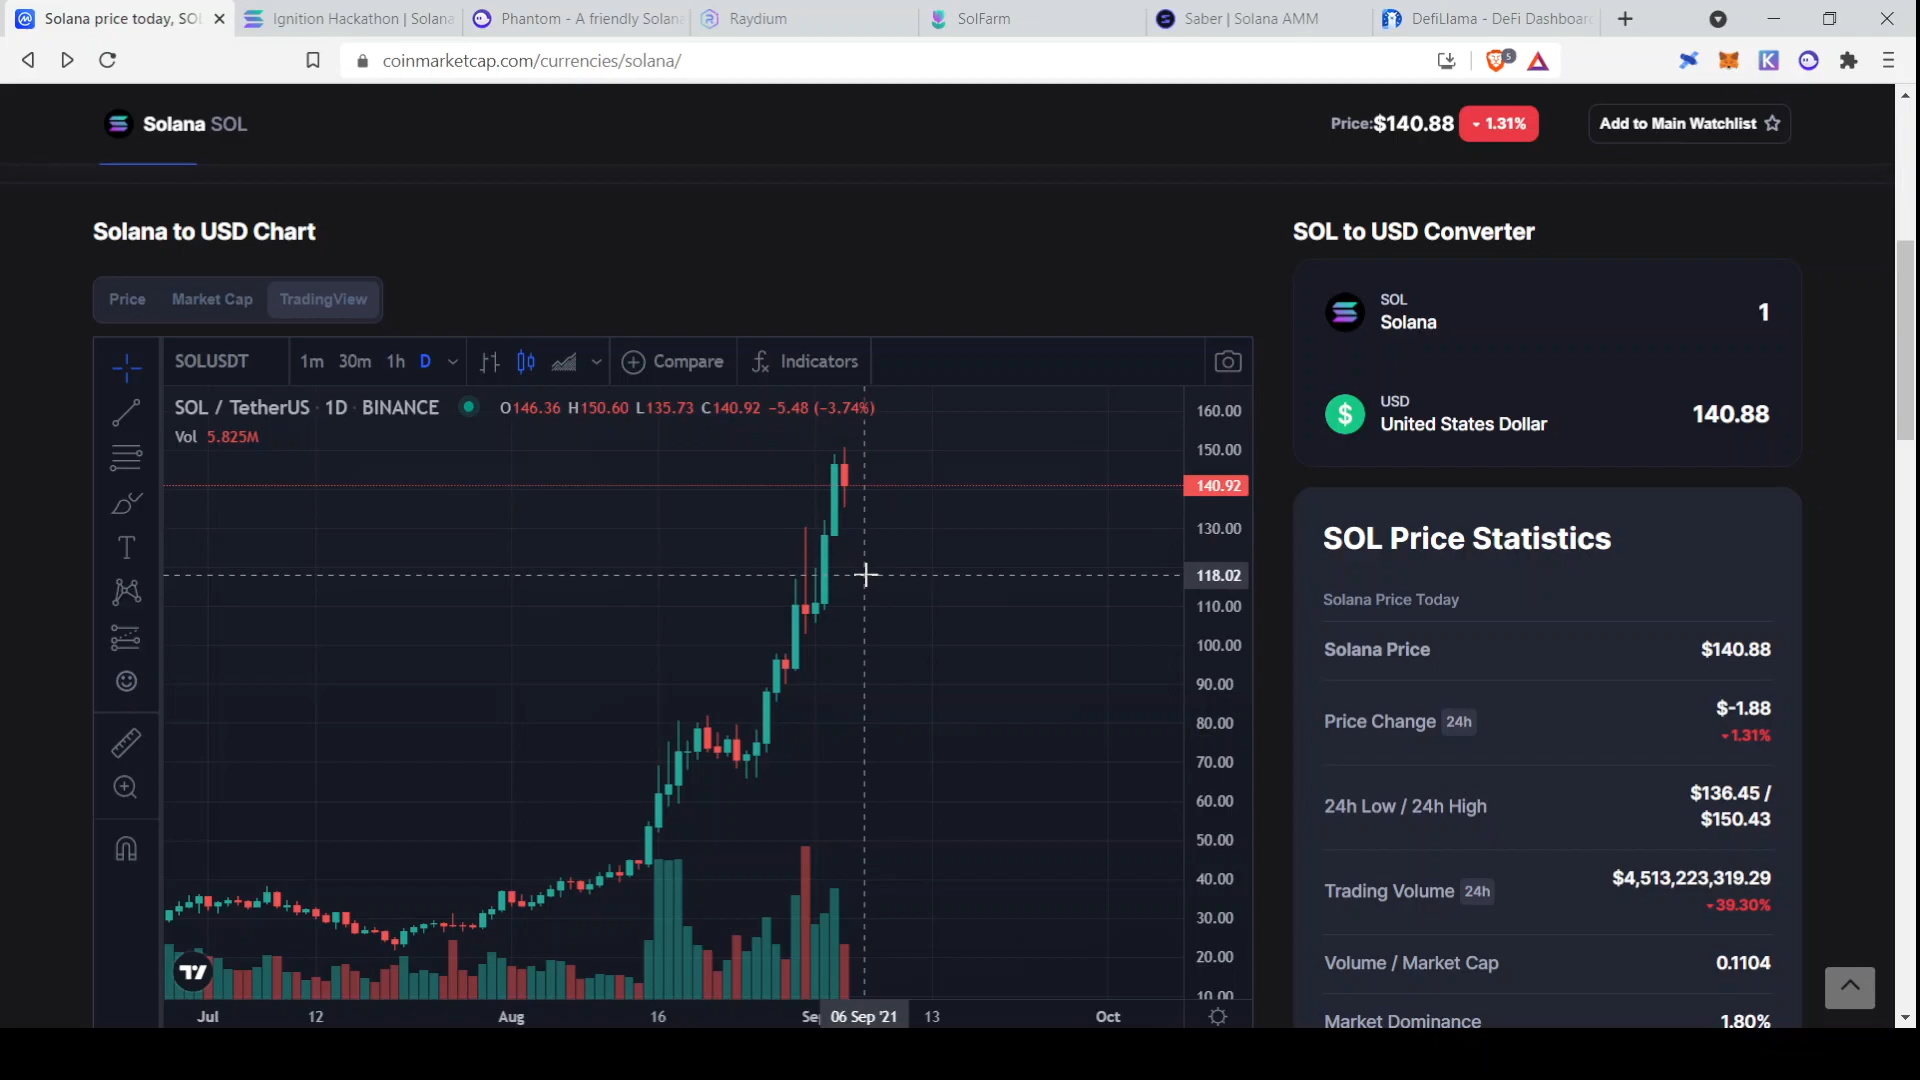 Solana price today, SO
Ignition Hackathon | Solana
Phantom - A friendly Solana
Raydium
SolFarm
Saber | Solana AMM
DefiLlama - DeFi Dashboard
coinmarketcap.com/currencies/solana/
5
Solana SOL
Price:$140.88
1.31%
Add to Main Watchlist
Solana to USD Chart
Price
Market Cap
TradingView
SOLUSDT
1m 30m 1h D
Compare
Indicators
SOL / TetherUS · 1D · BINANCE
O146.36 H150.60 L135.73 C140.92 −5.48 (−3.74%)
Vol 5.825M
160.00
150.00
140.92
130.00
118.02
110.00
100.00
90.00
80.00
70.00
60.00
50.00
40.00
30.00
20.00
10.00
Jul
12
Aug
16
Sep
06 Sep '21
13
Oct
SOL to USD Converter
SOL
Solana
1
USD
United States Dollar
140.88
SOL Price Statistics
Solana Price Today
Solana Price
$140.88
Price Change 24h
$-1.88
1.31%
24h Low / 24h High
$136.45 /
$150.43
Trading Volume 24h
$4,513,223,319.29
39.30%
Volume / Market Cap
0.1104
Market Dominance
1.80%